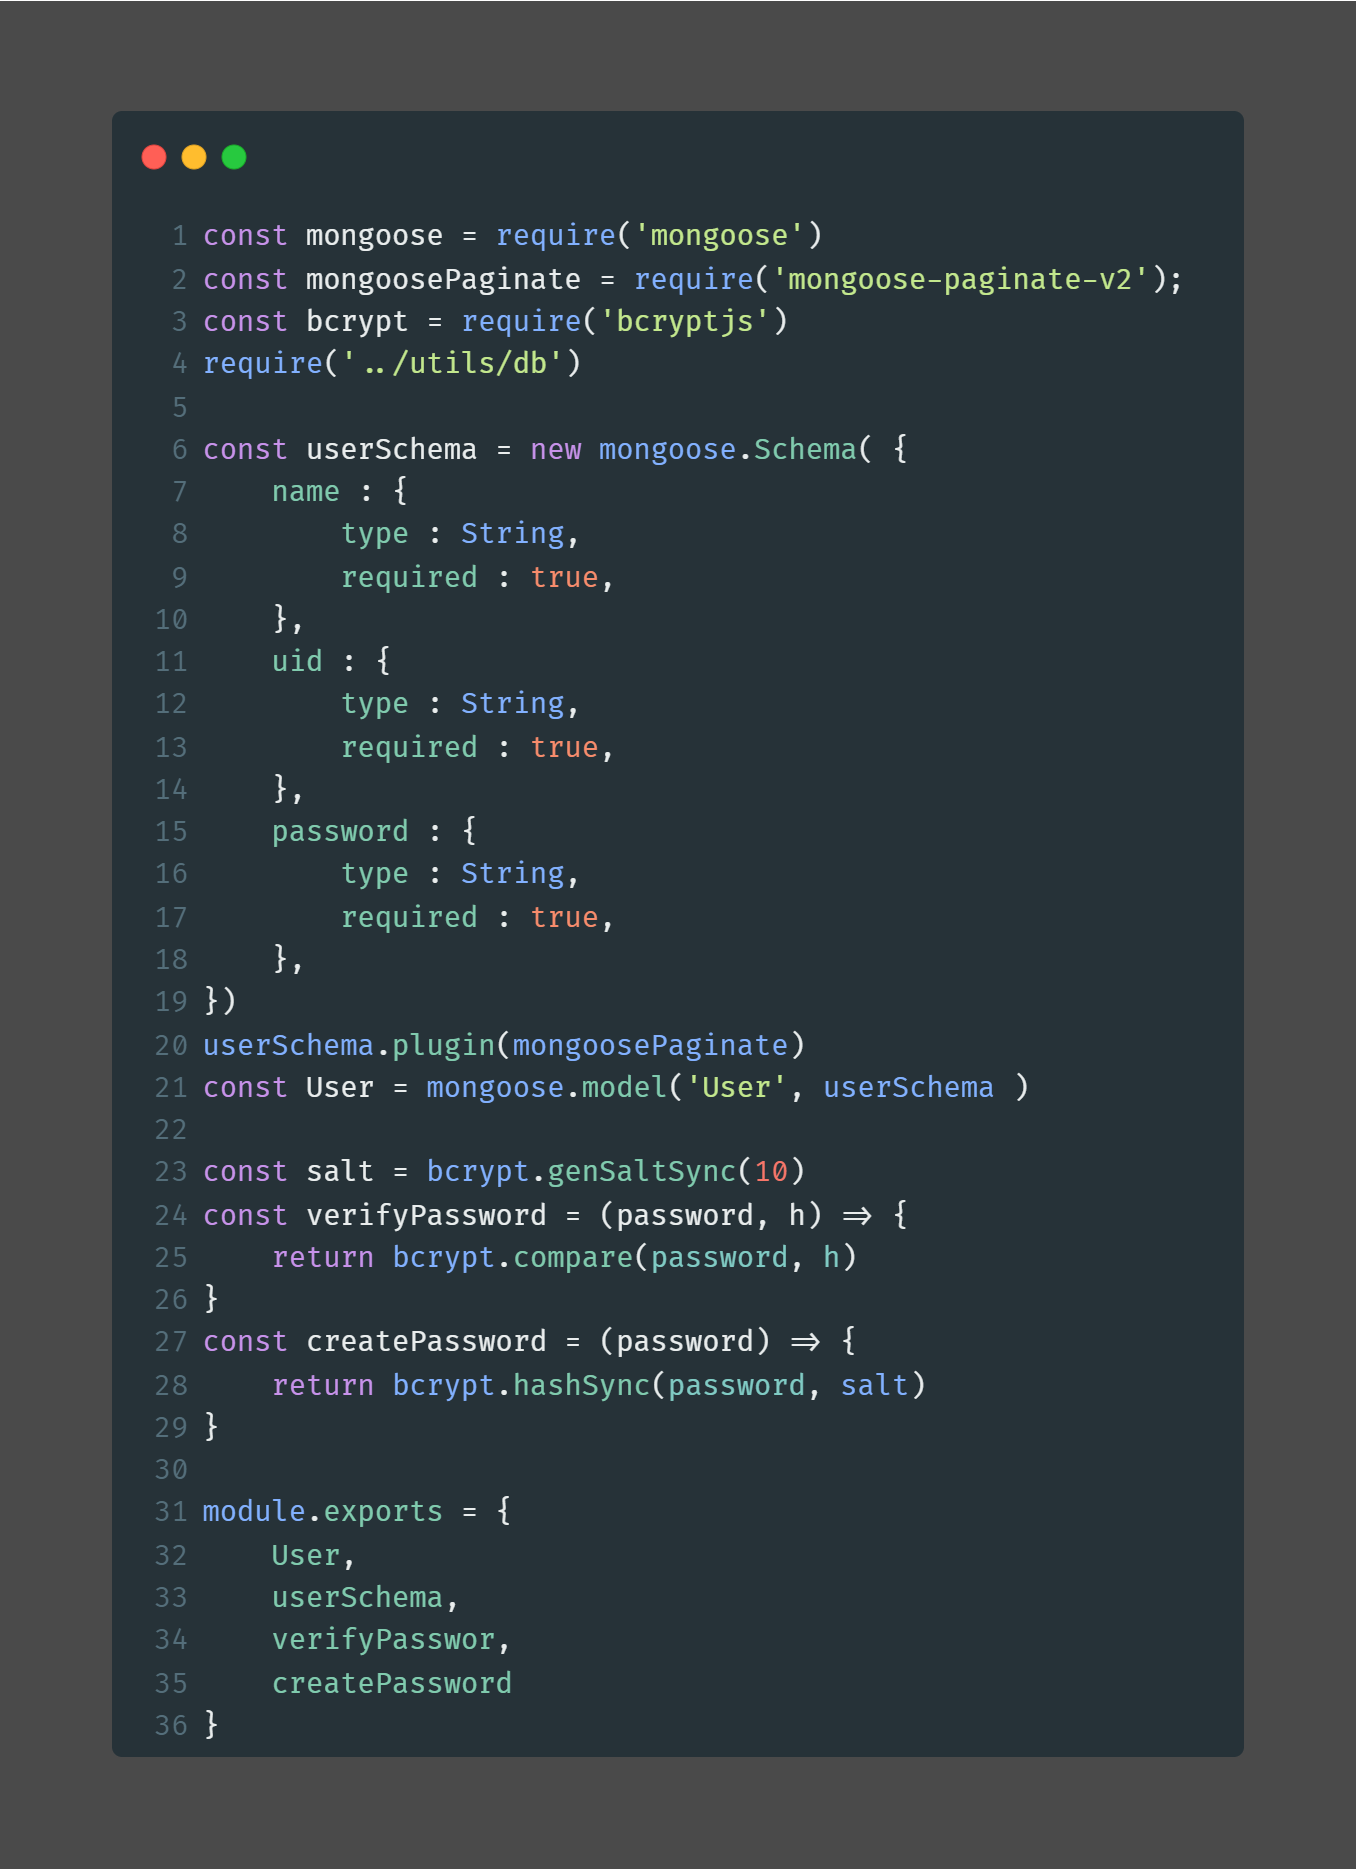 1 const mongoose = require('mongoose')
2 const mongoosePaginate = require('mongoose-paginate-v2');
3 const bcrypt = require('bcryptjs')
4 require('../utils/db')
5
6 const userSchema = new mongoose.Schema( {
7     name : {
8         type : String,
9         required : true,
10     },
11     uid : {
12         type : String,
13         required : true,
14     },
15     password : {
16         type : String,
17         required : true,
18     },
19 })
20 userSchema.plugin(mongoosePaginate)
21 const User = mongoose.model('User', userSchema )
22
23 const salt = bcrypt.genSaltSync(10)
24 const verifyPassword = (password, h) => {
25     return bcrypt.compare(password, h)
26 }
27 const createPassword = (password) => {
28     return bcrypt.hashSync(password, salt)
29 }
30
31 module.exports = {
32     User,
33     userSchema,
34     verifyPasswor,
35     createPassword
36 }